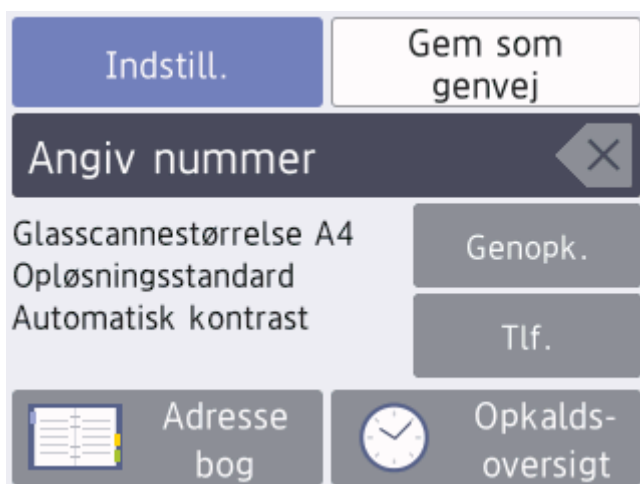 Indstill.
Gem som
genvej
Angiv nummer
Glasscannestørrelse A4
Opløsningsstandard
Automatisk kontrast
Genopk.
Tlf.
Adresse
bog
Opkalds-
oversigt